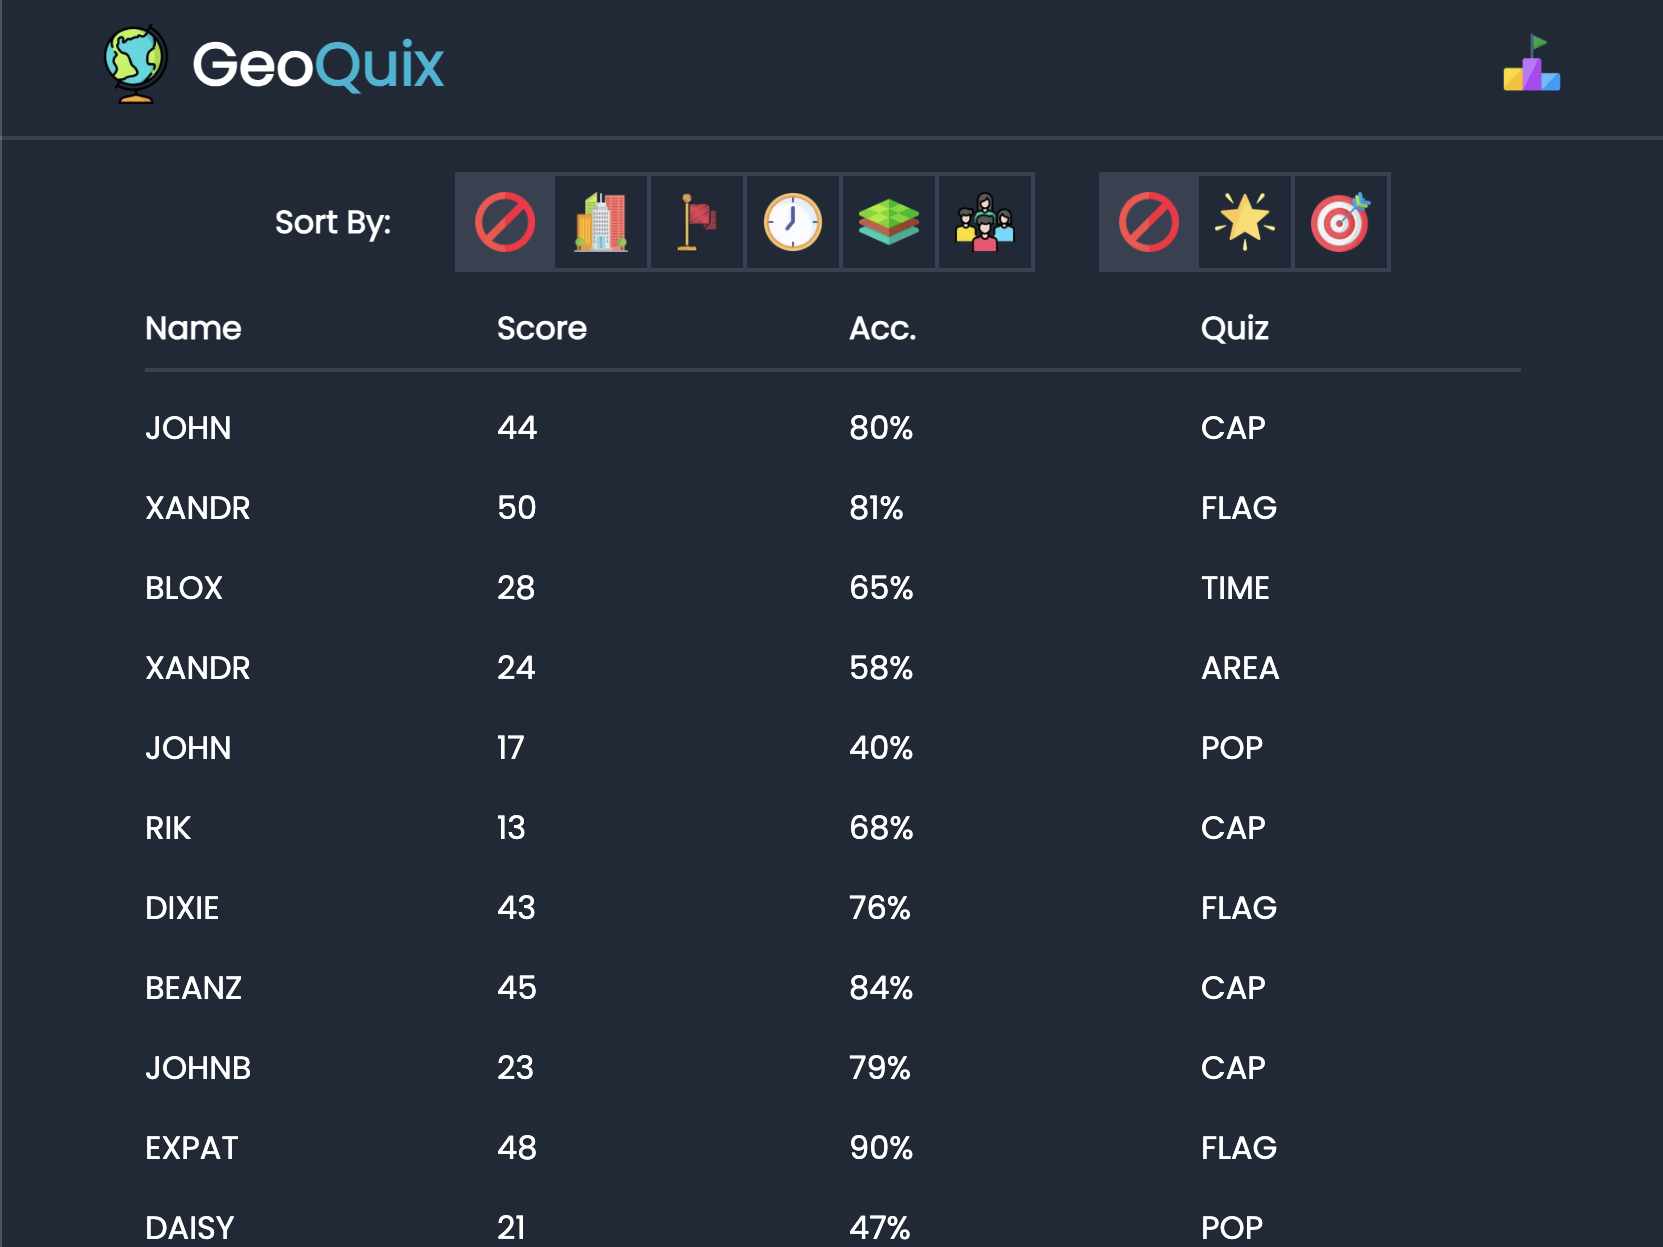 GeoQuix
Sort By:
Name Score Acc. Quiz
JOHN 44 80% CAP
XANDR 50 81% FLAG
BLOX 28 65% TIME
XANDR 24 58% AREA
JOHN 17 40% POP
RIK 13 68% CAP
DIXIE 43 76% FLAG
BEANZ 45 84% CAP
JOHNB 23 79% CAP
EXPAT 48 90% FLAG
DAISY 21 47% POP